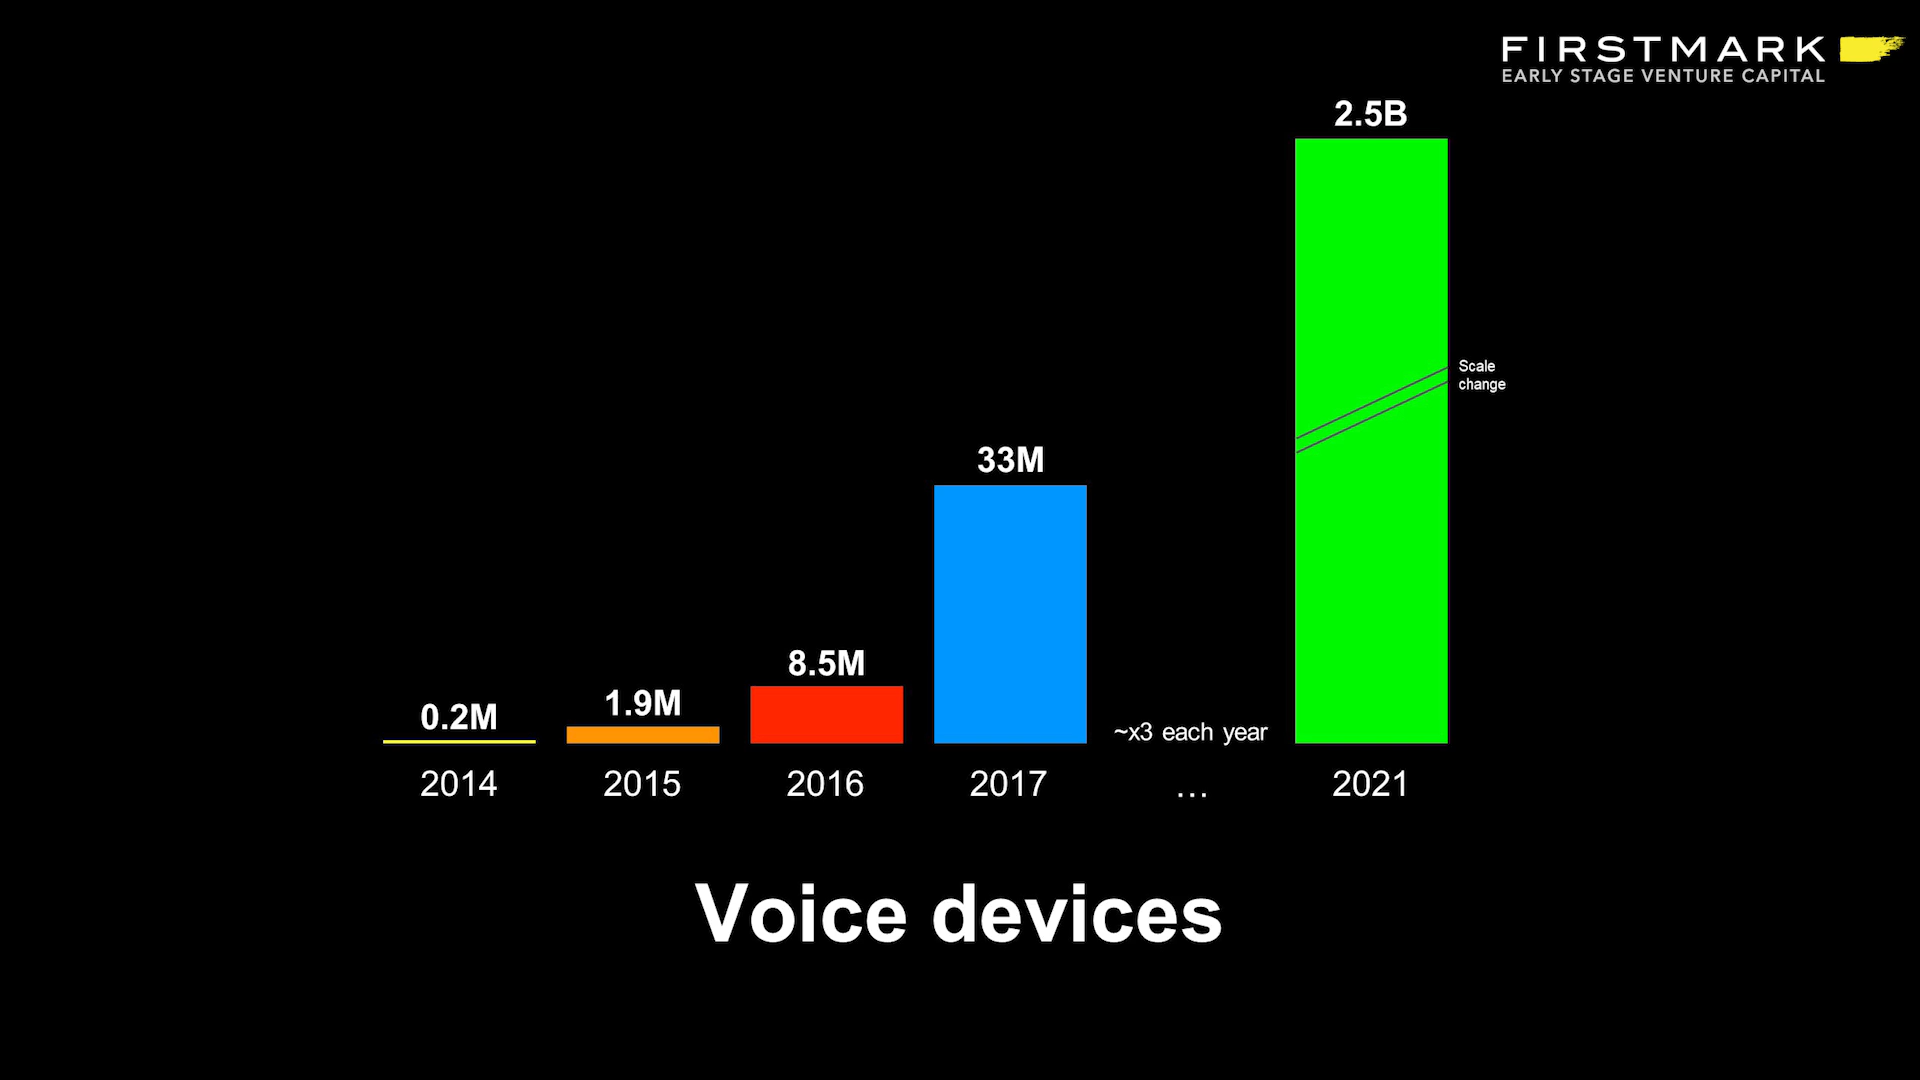 FIRSTMARK
EARLY STAGE VENTURE CAPITAL
2.5B
Scale
change
33M
8.5M
1.9M
0.2M
~x3 each year
2014 2015 2016 2017 ... 2021
Voice devices